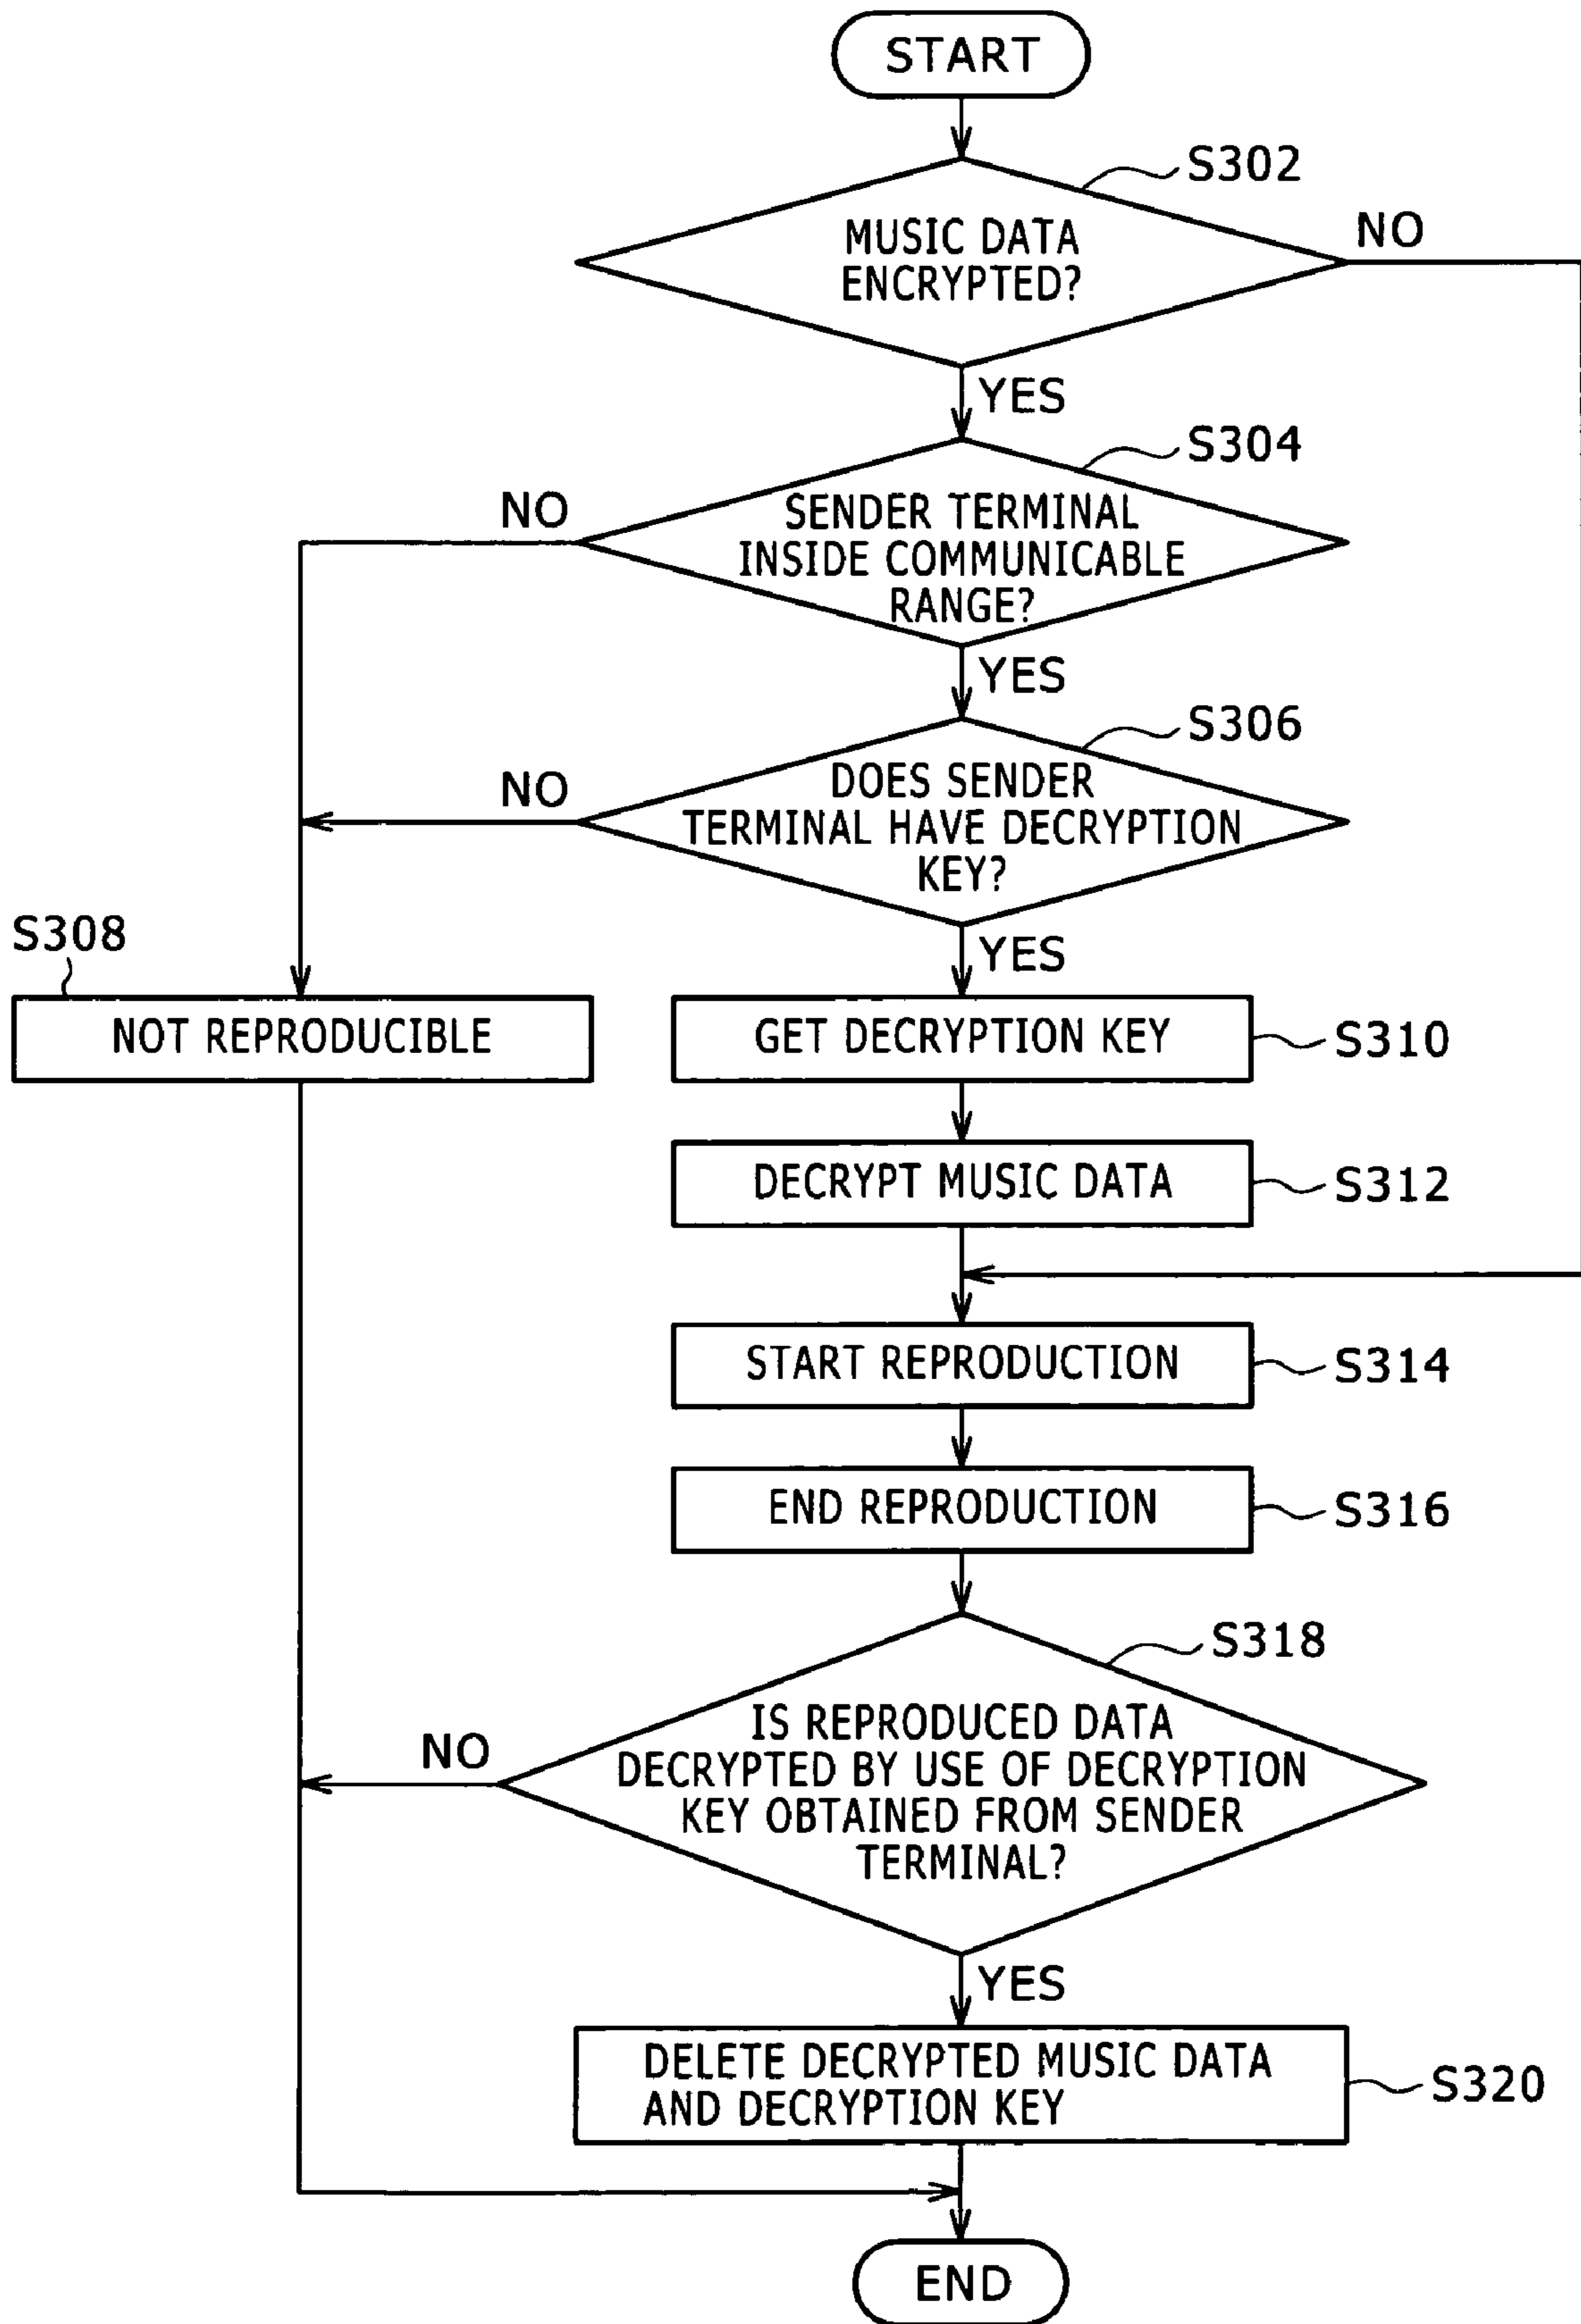 START
S302
MUSIC DATA
ENCRYPTED?
NO
YES
S304
SENDER TERMINAL
INSIDE COMMUNICABLE
RANGE?
NO
YES
S306
DOES SENDER
TERMINAL HAVE DECRYPTION
KEY?
NO
YES
S308
NOT REPRODUCIBLE
GET DECRYPTION KEY
S310
DECRYPT MUSIC DATA
S312
START REPRODUCTION
S314
END REPRODUCTION
S316
S318
IS REPRODUCED DATA
DECRYPTED BY USE OF DECRYPTION
KEY OBTAINED FROM SENDER
TERMINAL?
NO
YES
DELETE DECRYPTED MUSIC DATA
AND DECRYPTION KEY
S320
END